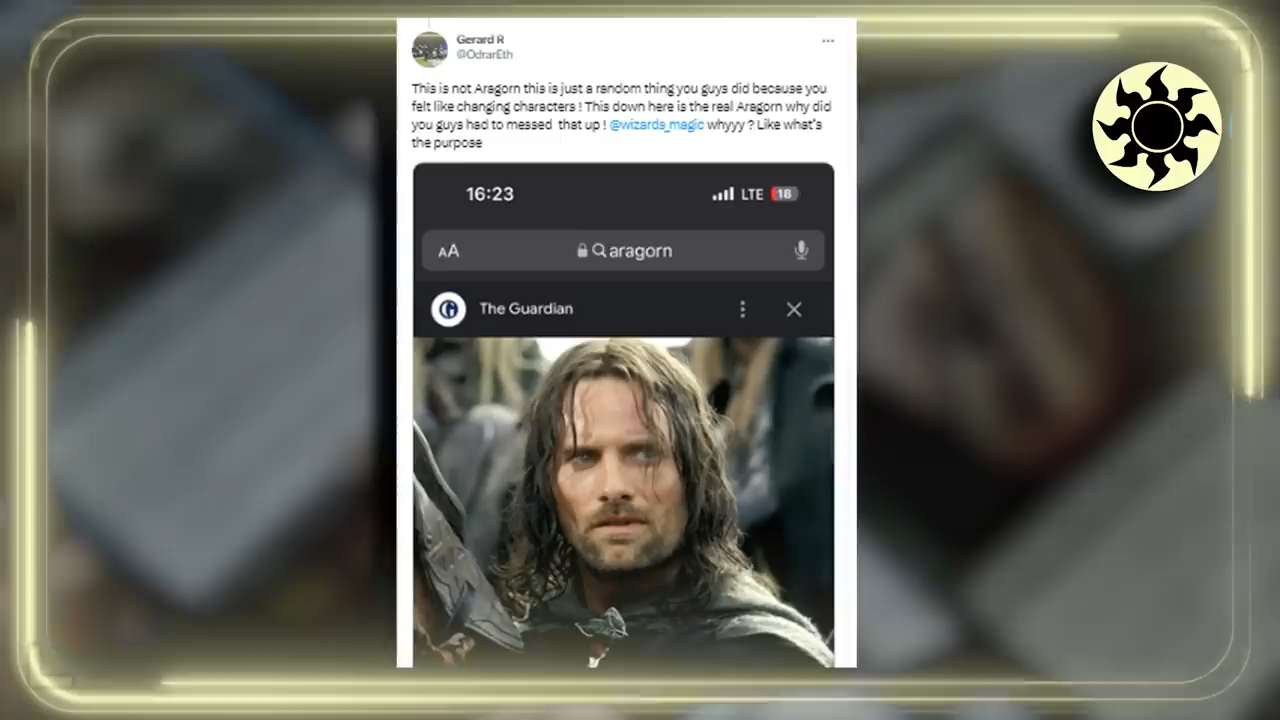 Gerard R
@OdrarEth
This is not Aragorn this is just a random thing you guys did because you
felt like changing characters ! This down here is the real Aragorn why did
you guys had to messed  that up ! @wizards_magic whyyy ? Like what's
the purpose
16:23 LTE 18
AA aragorn
The Guardian